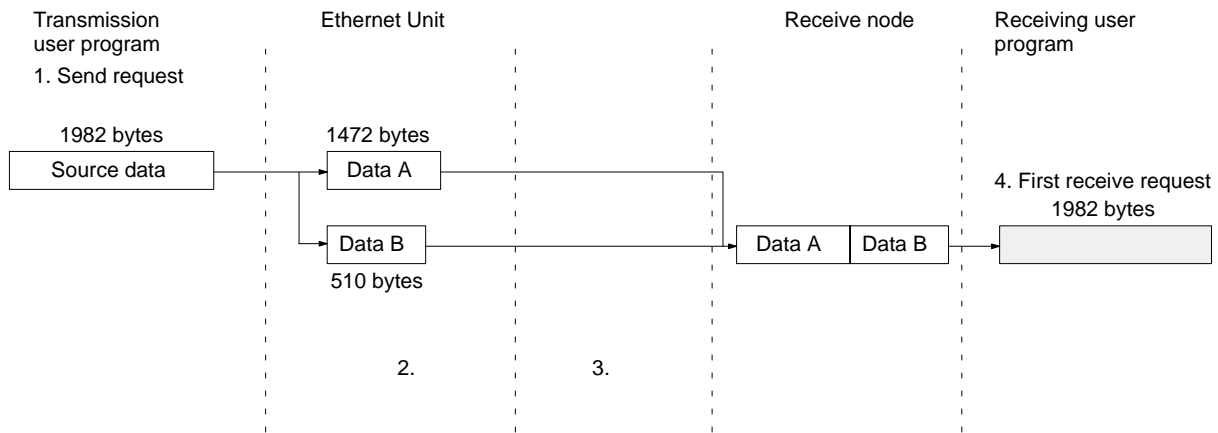 Transmission
user program
Ethernet Unit
Receive node
Receiving user
program
1. Send request
1982 bytes
Source data
1472 bytes
Data A
Data B
510 bytes
Data A
Data B
4. First receive request
1982 bytes
2.
3.